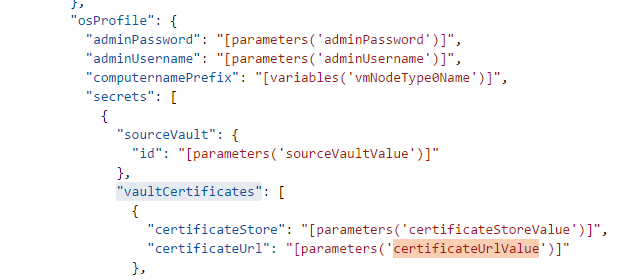 },
"osProfile": {
"adminPassword": "[parameters('adminPassword')]",
"adminUsername": "[parameters('adminUsername')]",
"computernamePrefix": "[variables('vmNodeType0Name')]",
"secrets": [
{
"sourceVault": {
"id": "[parameters('sourceVaultValue')]"
},
"vaultCertificates": [
{
"certificateStore": "[parameters('certificateStoreValue')]",
"certificateUrl": "[parameters('certificateUrlValue')]"
},